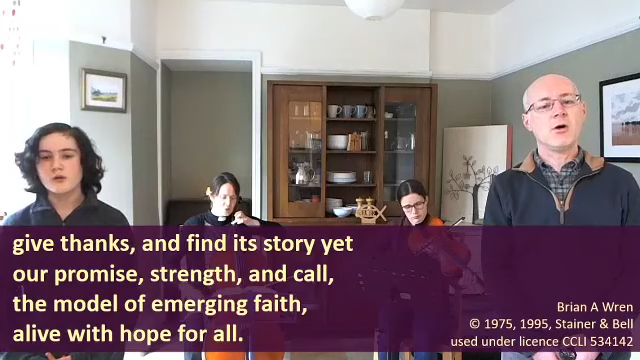 give thanks, and find its story yet
our promise, strength, and call,
the model of emerging faith,
alive with hope for all.
Brian A Wren
© 1975, 1995, Stainer & Bell
used under licence CCLI 534142